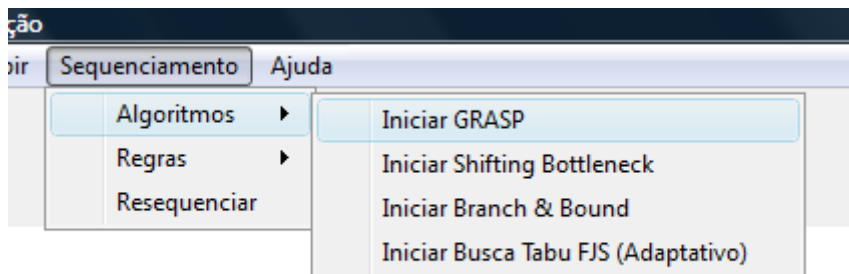 ção
ir Sequenciamento Ajuda
Algoritmos Iniciar GRASP
Regras Iniciar Shifting Bottleneck
Resequenciar Iniciar Branch & Bound
Iniciar Busca Tabu FJS (Adaptativo)